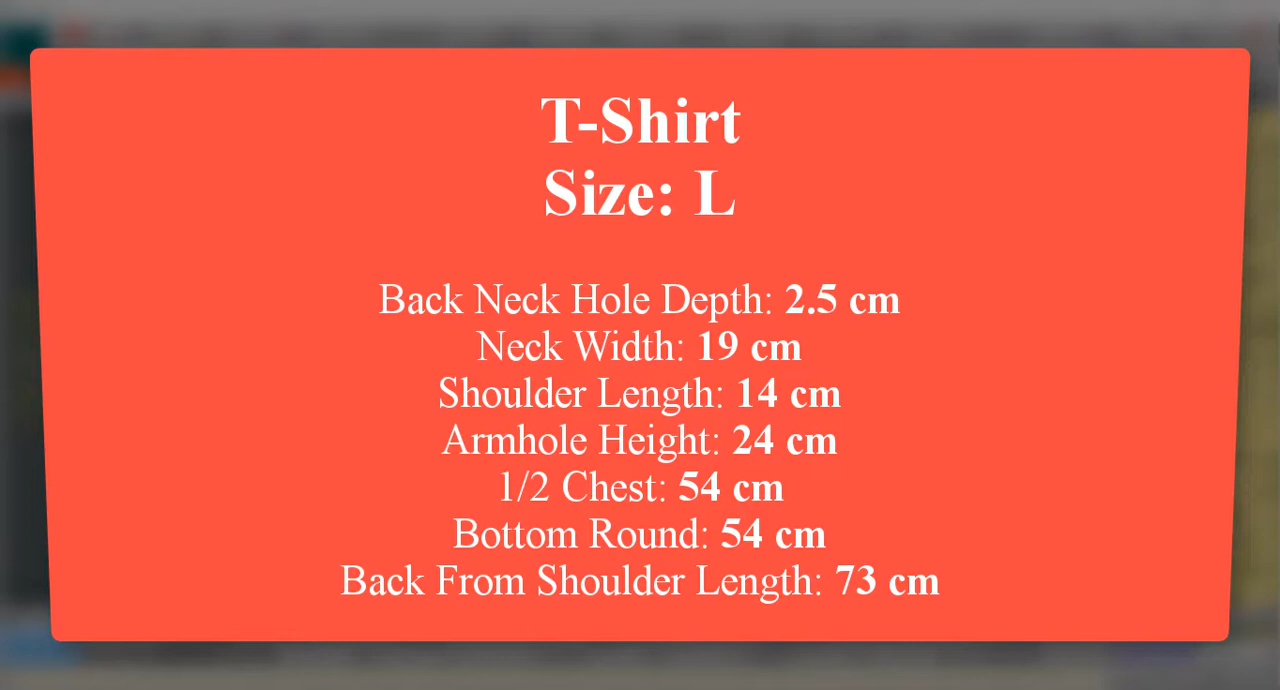 T-Shirt
Size: L
Back Neck Hole Depth: 2.5 cm
Neck Width: 19 cm
Shoulder Length: 14 cm
Armhole Height: 24 cm
1/2 Chest: 54 cm
Bottom Round: 54 cm
Back From Shoulder Length: 73 cm